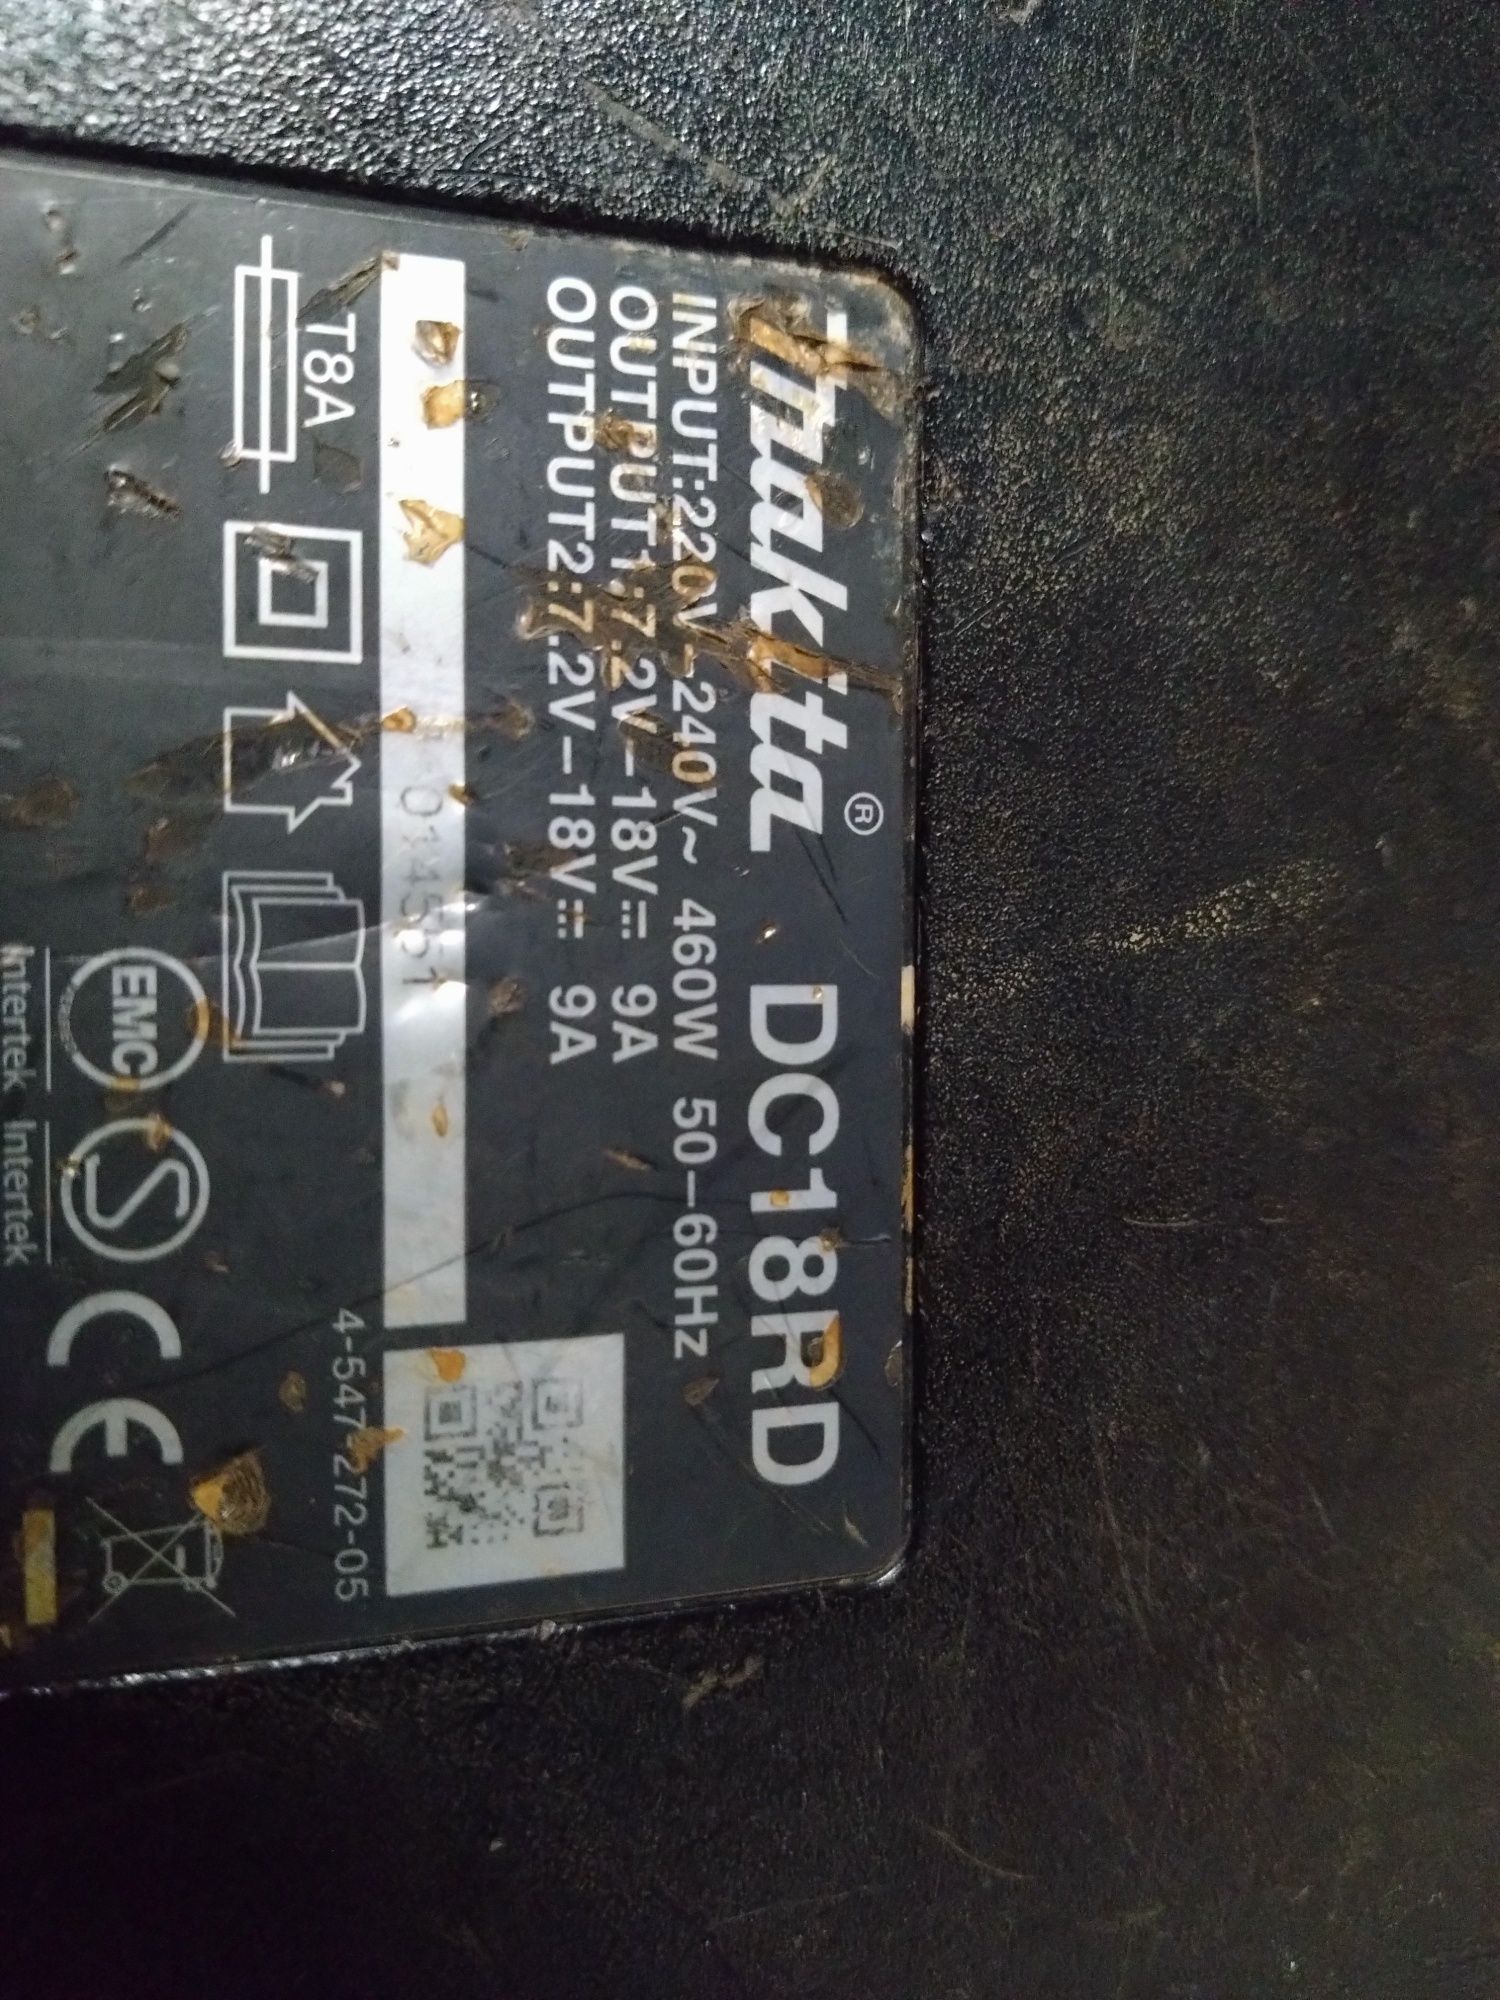 makita® DC18RD
INPUT:220V–240V~ 460W 50–60Hz
OUTPUT1:7.2V–18V⎓ 9A
OUTPUT2:7.2V–18V⎓ 9A
T8A
4-547-272-05
EMC S CE
Intertek Intertek